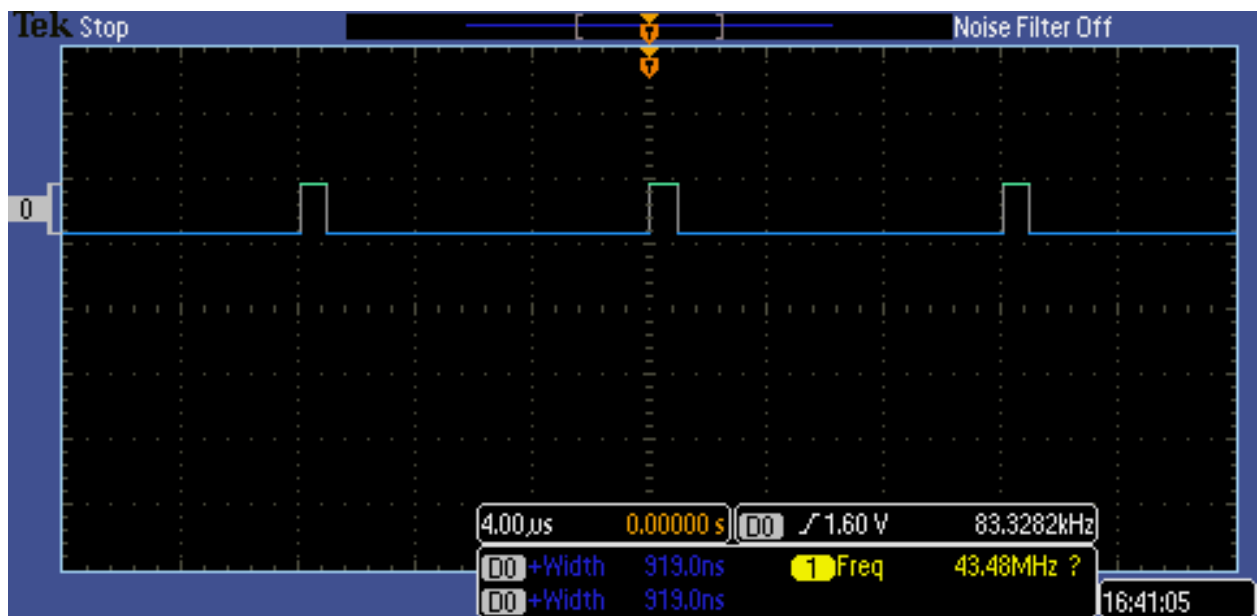 Tek Stop Noise Filter Off
T
T
0
4.00µs 0.00000 s D0 1.60 V 83.3282kHz
D0 +Width 919.0ns 1 Freq 43.48MHz ?
D0 +Width 919.0ns
16:41:05